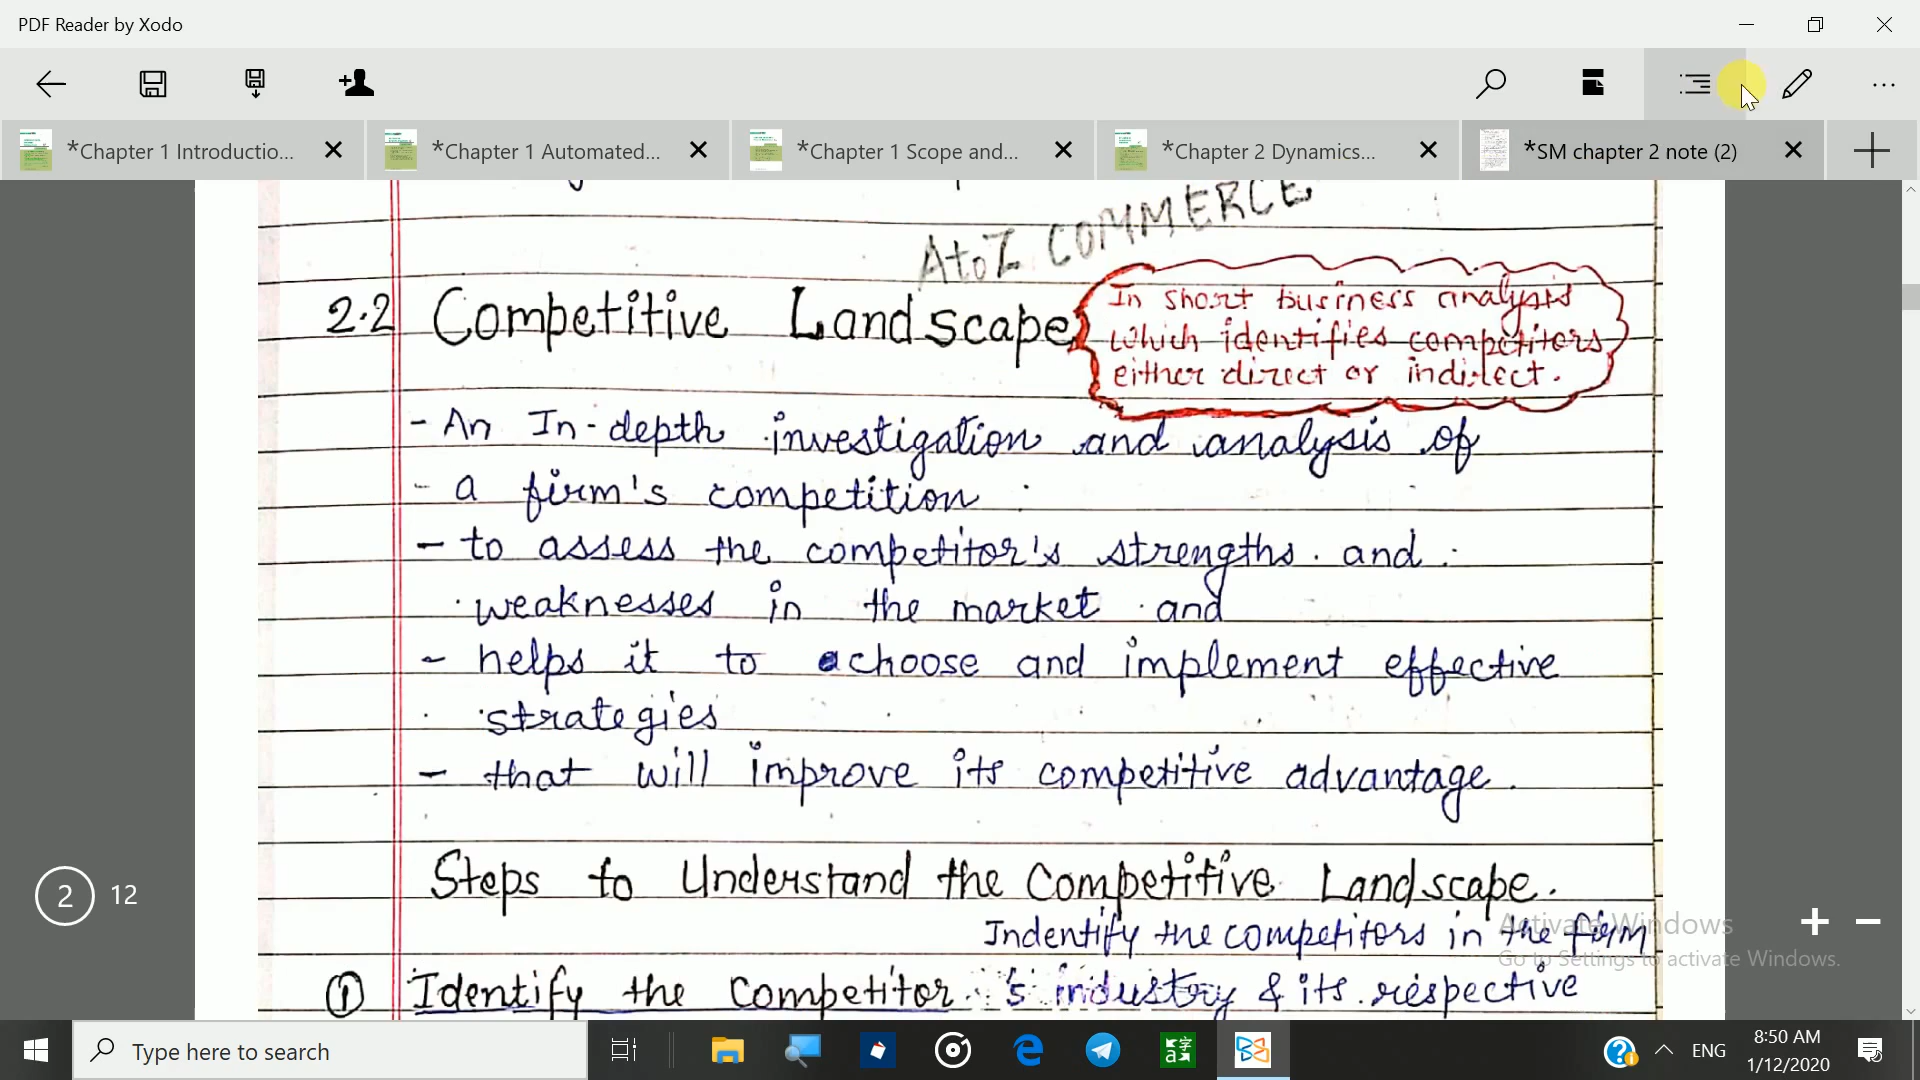 PDF Reader by Xodo
*Chapter 1 Introductio...
*Chapter 1 Automated...
*Chapter 1 Scope and...
*Chapter 2 Dynamics...
*SM chapter 2 note (2)
A to Z COMMERCE
2.2 Competitive Landscape
In short business analysis
which identifies competitors
either direct or indirect.
- An In-depth investigation and analysis of
- a firm's competition
- to assess the competitor's strengths and
weaknesses in the market and
- helps it to choose and implement effective
strategies
- that will improve its competitive advantage.
Steps to Understand the Competitive Landscape.
Indentify the competitors in the firm
① Identify the Competitor 's industry & its respective
2 12
Activate Windows
Go to Settings to activate Windows.
Type here to search
ENG
8:50 AM
1/12/2020